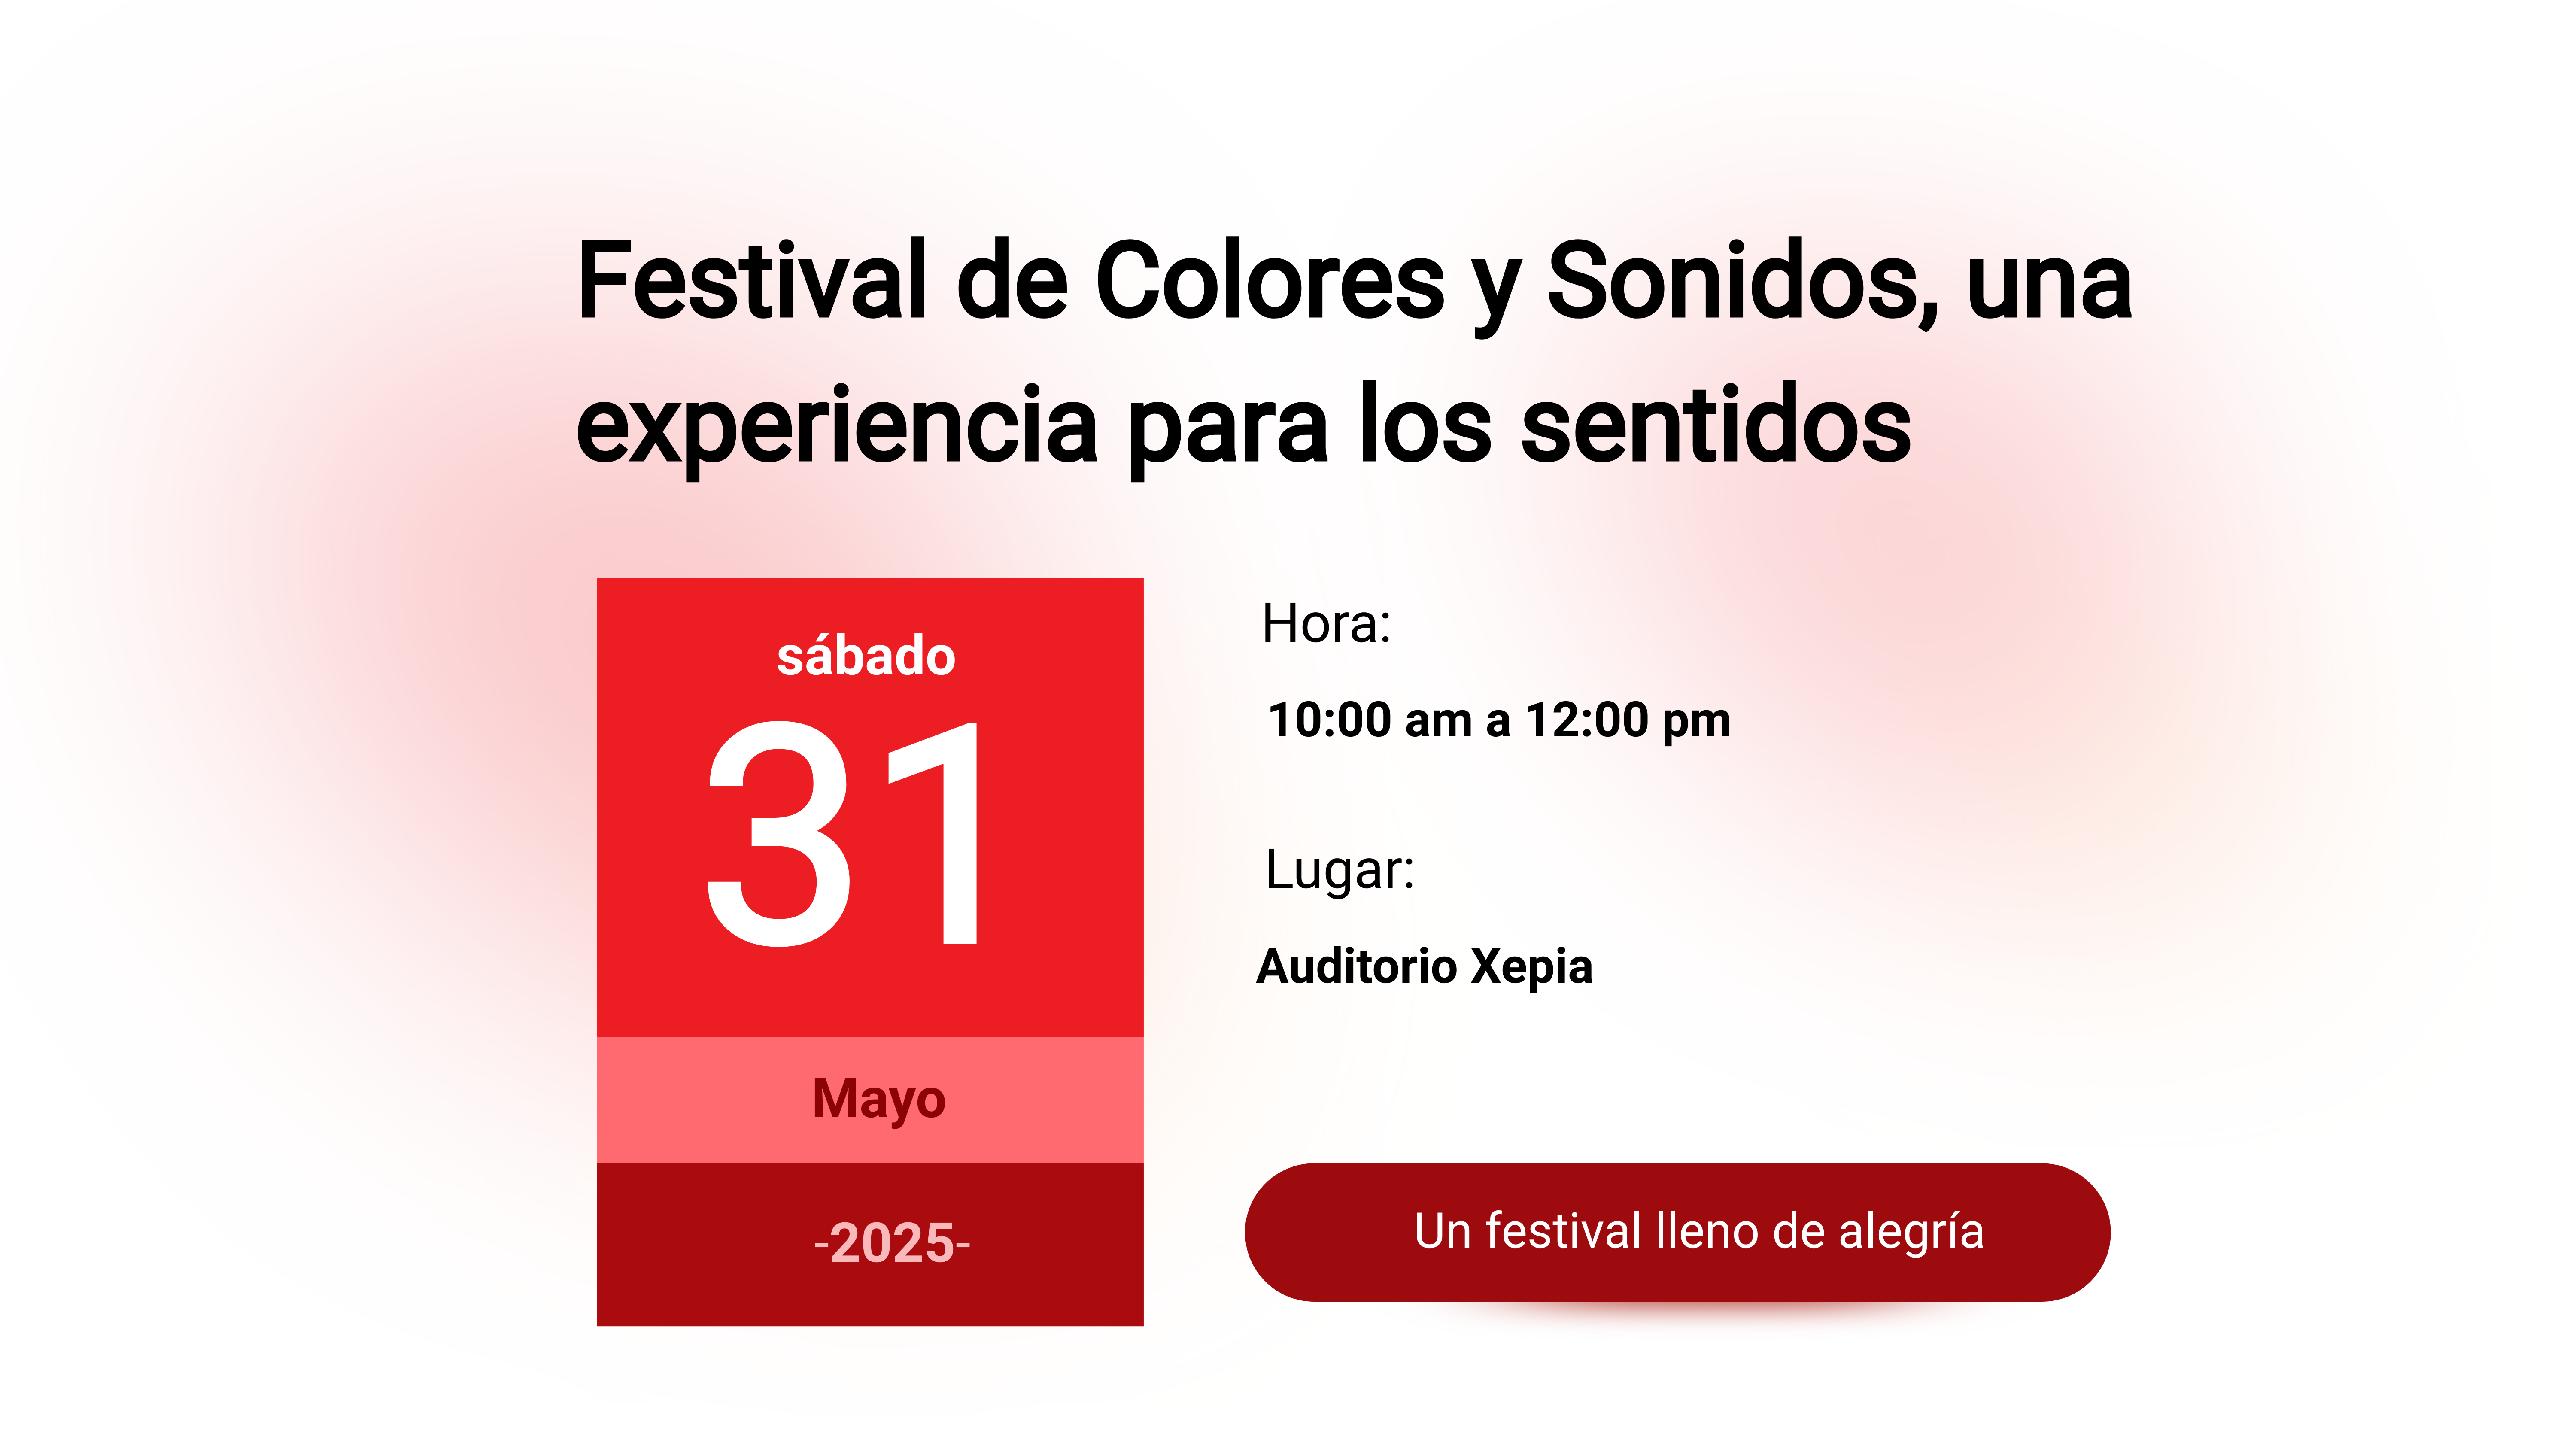 Festival de Colores y Sonidos, una
experiencia para los sentidos
sábado
31
Mayo
-2025-
Hora:
10:00 am a 12:00 pm
Lugar:
Auditorio Xepia
Un festival lleno de alegría